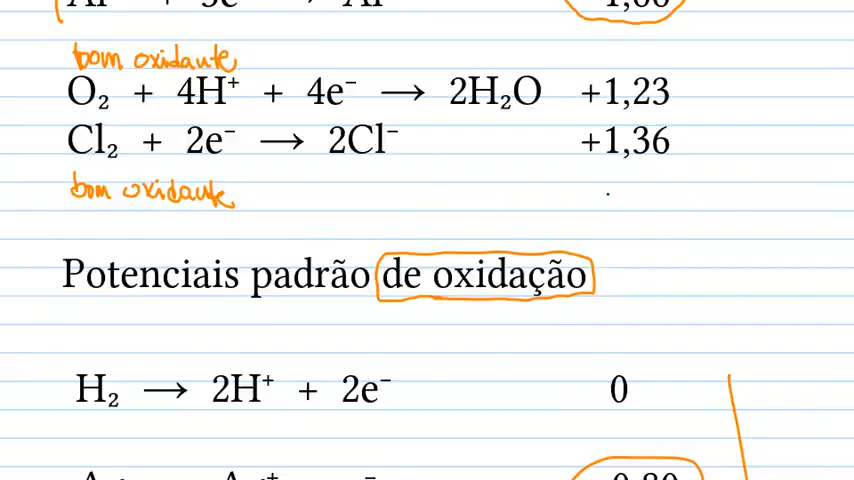 bom oxidante
O₂ + 4H⁺ + 4e⁻ → 2H₂O +1,23
Cl₂ + 2e⁻ → 2Cl⁻ +1,36
bom oxidante
Potenciais padrão de oxidação
H₂ → 2H⁺ + 2e⁻ 0